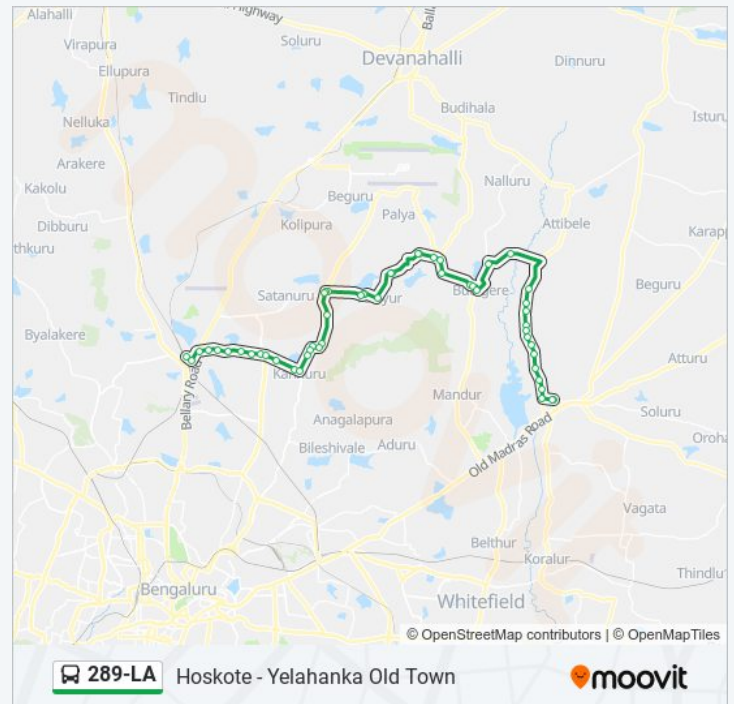 Alahalli
Highway
Soluru
Ball
Virapura
Ellupura
Devanahalli
Dinnuru
Tindlu
Budihala
Isturu
Nelluka
Arakere
Nalluru
Kakolu
Beguru
Palya
Attibele
Karapp
Dibburu
thkuru
Kolipura
Satanuru
yur
Beguru
Byalakere
Atturu
Bellary Road
Mandur
Anagalapura
Soluru
Bileshivale
Aduru
Oroha
Old Madras Road
Vagata
Belthur
Koralur
Thindlu
Bengaluru
Whitefield
© OpenStreetMap contributors | © OpenMapTiles
289-LA Hoskote - Yelahanka Old Town moovit